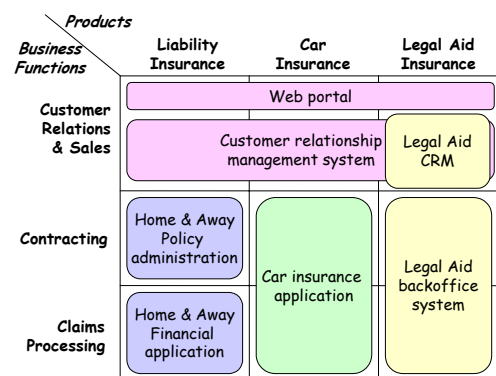 Products
Business
Functions
Liability
Insurance
Car
Insurance
Legal Aid
Insurance
Customer
Relations
& Sales
Web portal
Customer relationship
management system
Legal Aid
CRM
Contracting
Home & Away
Policy
administration
Car insurance
application
Legal Aid
backoffice
system
Claims
Processing
Home & Away
Financial
application